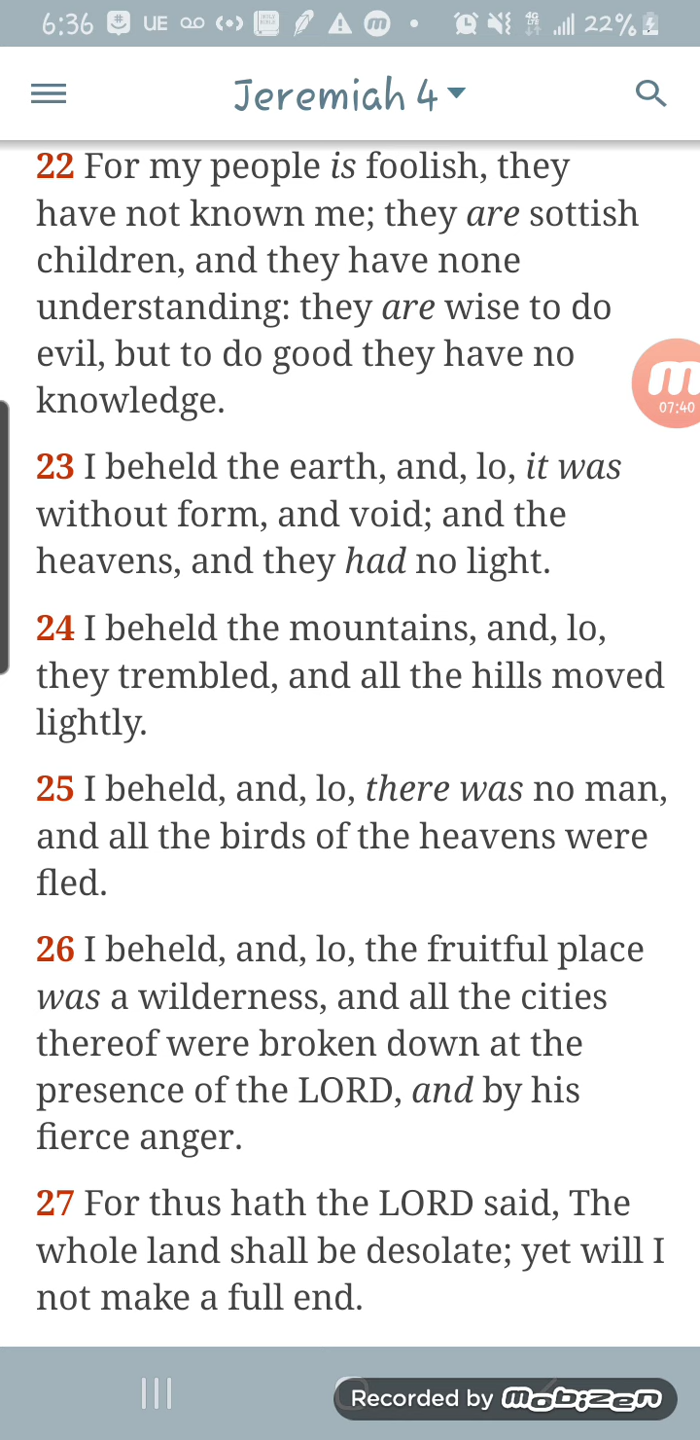 6:36 UE 4G 22%
Jeremiah 4
22 For my people is foolish, they
have not known me; they are sottish
children, and they have none
understanding: they are wise to do
evil, but to do good they have no
knowledge.
07:40
23 I beheld the earth, and, lo, it was
without form, and void; and the
heavens, and they had no light.
24 I beheld the mountains, and, lo,
they trembled, and all the hills moved
lightly.
25 I beheld, and, lo, there was no man,
and all the birds of the heavens were
fled.
26 I beheld, and, lo, the fruitful place
was a wilderness, and all the cities
thereof were broken down at the
presence of the LORD, and by his
fierce anger.
27 For thus hath the LORD said, The
whole land shall be desolate; yet will I
not make a full end.
Recorded by mobizen